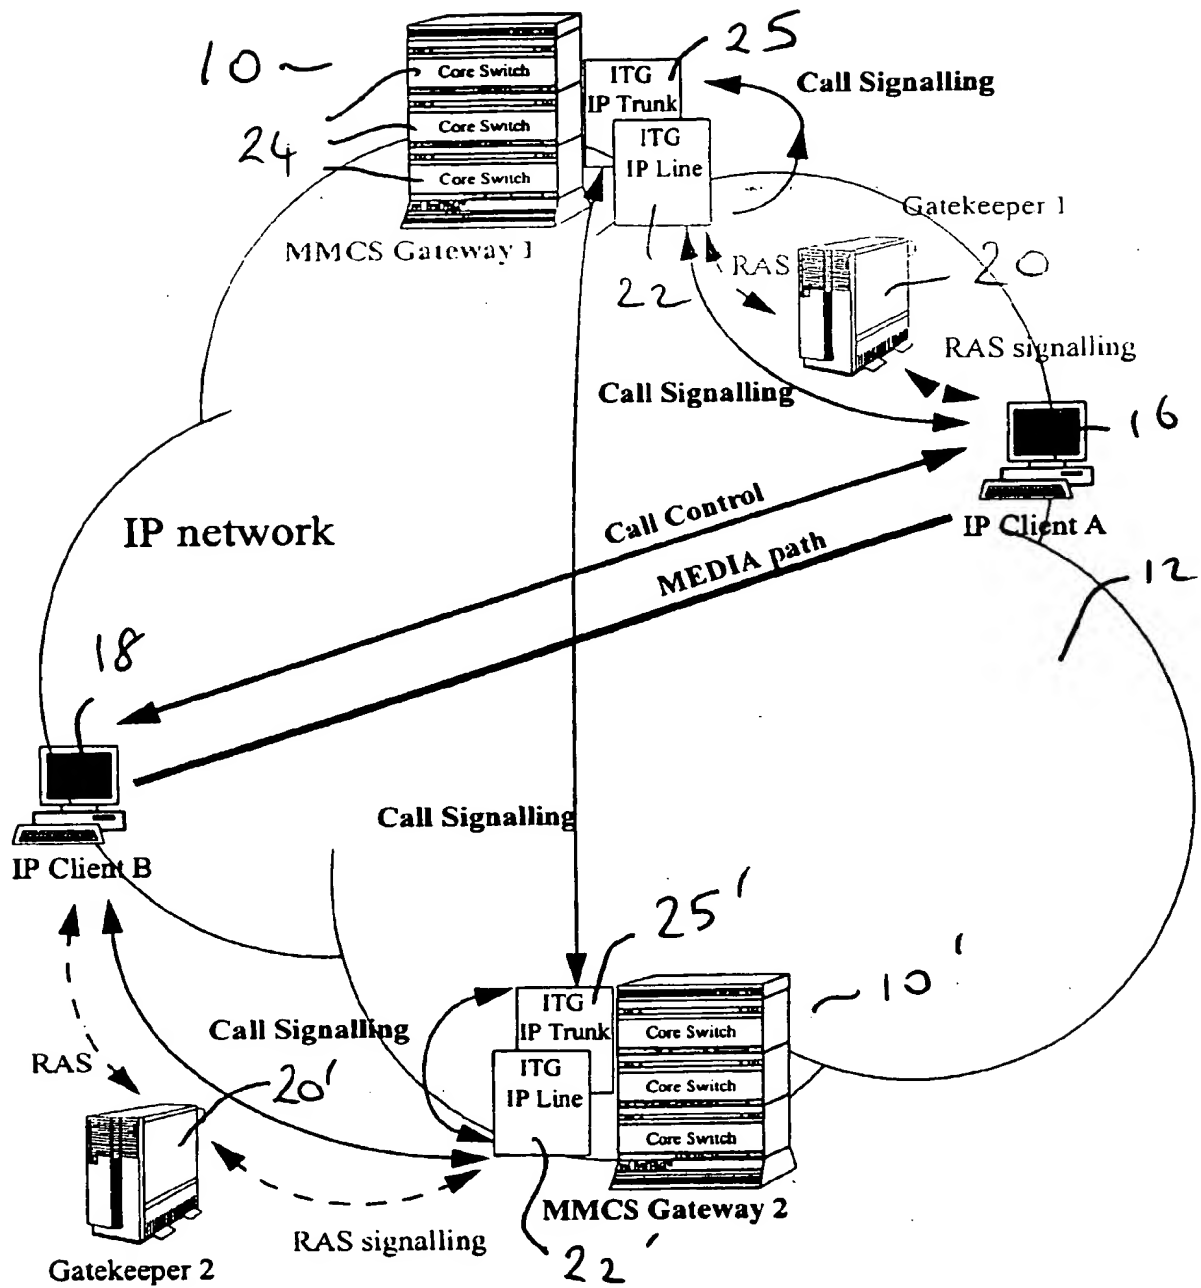 10
25
Core Switch
ITG
IP Trunk
Call Signalling
24
Core Switch
ITG
IP Line
Core Switch
MMCS Gateway 1
Gatekeeper 1
22
RAS
20
RAS signalling
Call Signalling
16
IP Client A
Call Control
MEDIA path
IP network
12
18
IP Client B
Call Signalling
25'
10'
ITG
IP Trunk
Core Switch
Call Signalling
ITG
IP Line
Core Switch
RAS
20'
Core Switch
MMCS Gateway 2
RAS signalling
22'
Gatekeeper 2